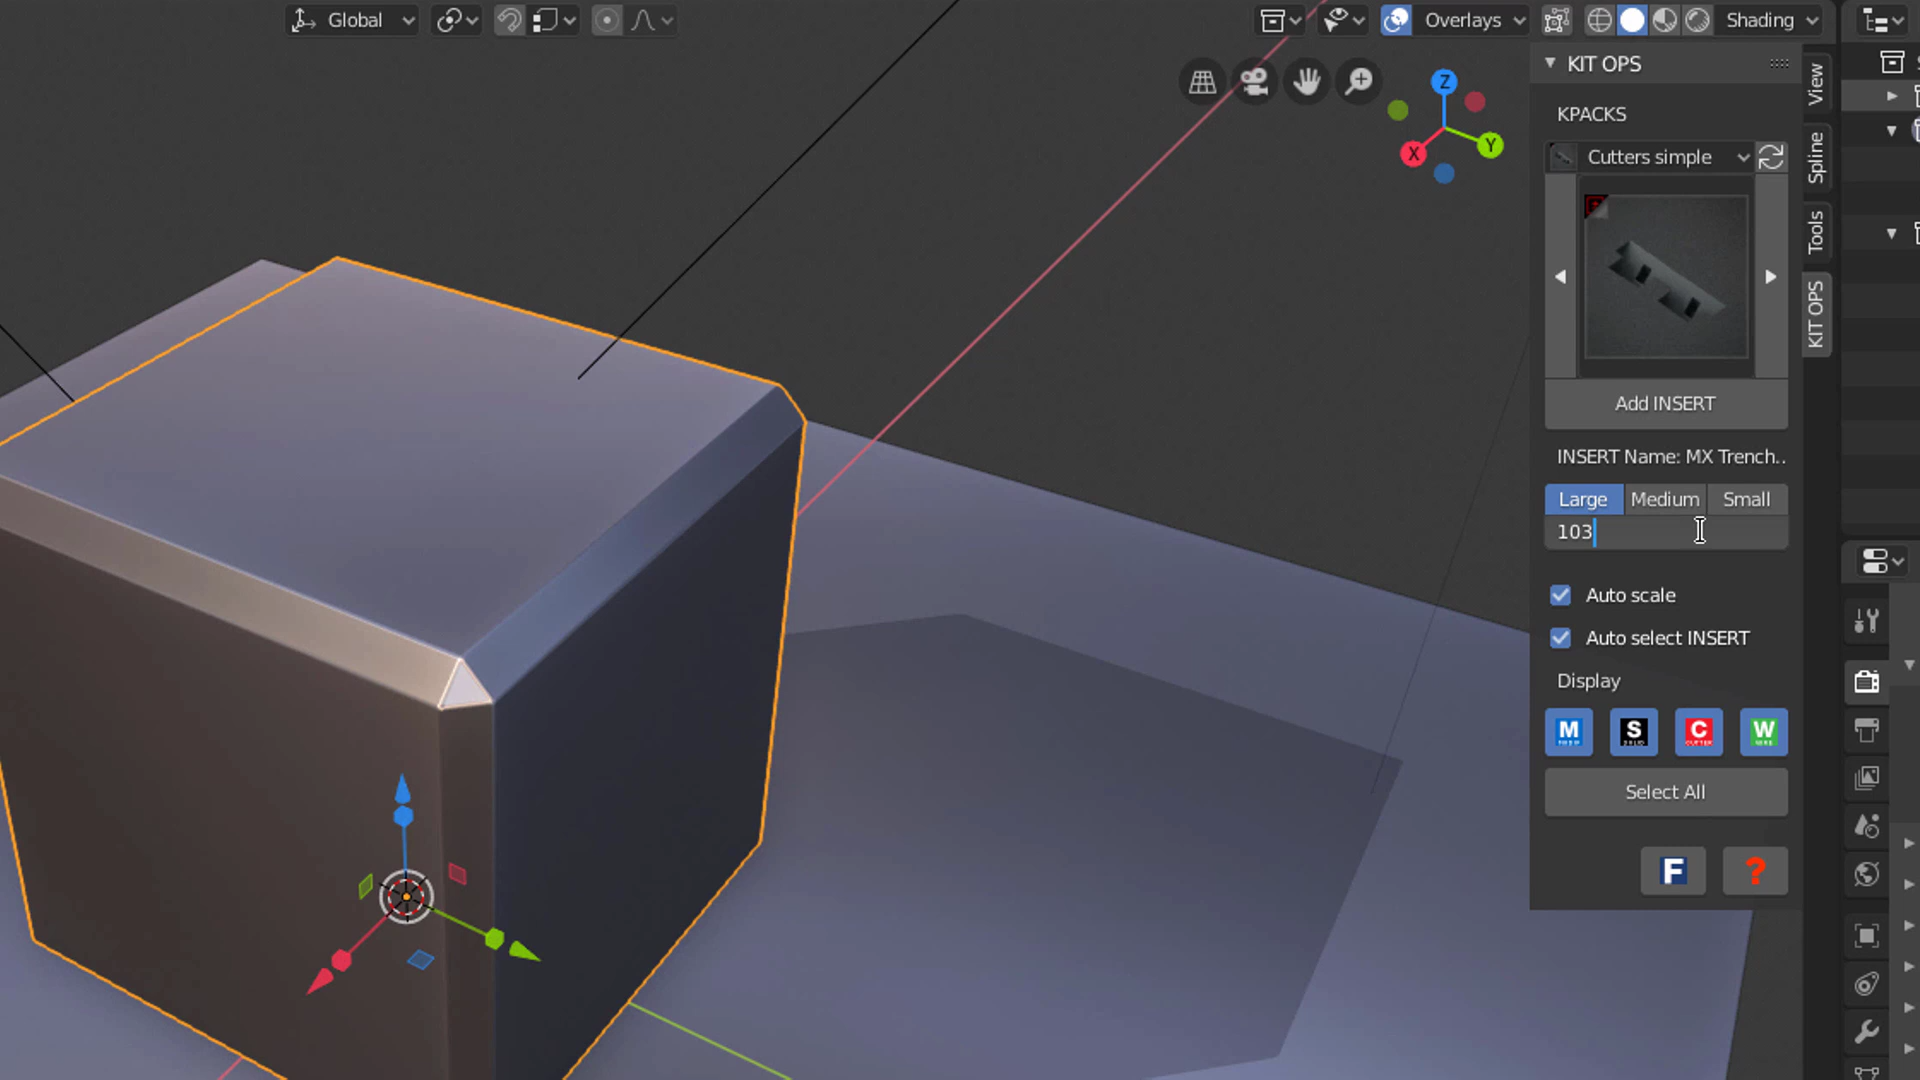 Global
Overlays
Shading
Z
Y
X
KIT OPS
KPACKS
Cutters simple
Add INSERT
INSERT Name: MX Trench..
Large Medium Small
103
Auto scale
Auto select INSERT
Display
M S C W
Select All
F ?
View
Spline
Tools
KIT OPS